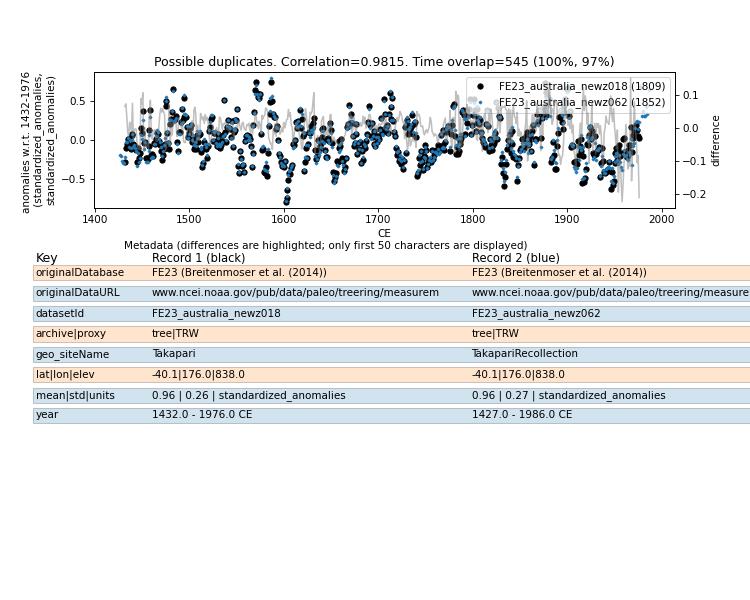 Possible duplicates. Correlation=0.9815. Time overlap=545 (100%, 97%)
anomalies w.r.t. 1432-1976
(standardized_anomalies,
standardized_anomalies)
0.5
0.0
−0.5
FE23_australia_newz018 (1809)
FE23_australia_newz062 (1852)
0.1
0.0
−0.1
−0.2
difference
1400 1500 1600 1700 1800 1900 2000
CE
Metadata (differences are highlighted; only first 50 characters are displayed)
Key Record 1 (black) Record 2 (blue)
originalDatabase FE23 (Breitenmoser et al. (2014)) FE23 (Breitenmoser et al. (2014))
originalDataURL www.ncei.noaa.gov/pub/data/paleo/treering/measurem www.ncei.noaa.gov/pub/data/paleo/treering/measure
datasetId FE23_australia_newz018 FE23_australia_newz062
archive|proxy tree|TRW tree|TRW
geo_siteName Takapari TakapariRecollection
lat|lon|elev -40.1|176.0|838.0 -40.1|176.0|838.0
mean|std|units 0.96 | 0.26 | standardized_anomalies 0.96 | 0.27 | standardized_anomalies
year 1432.0 - 1976.0 CE 1427.0 - 1986.0 CE